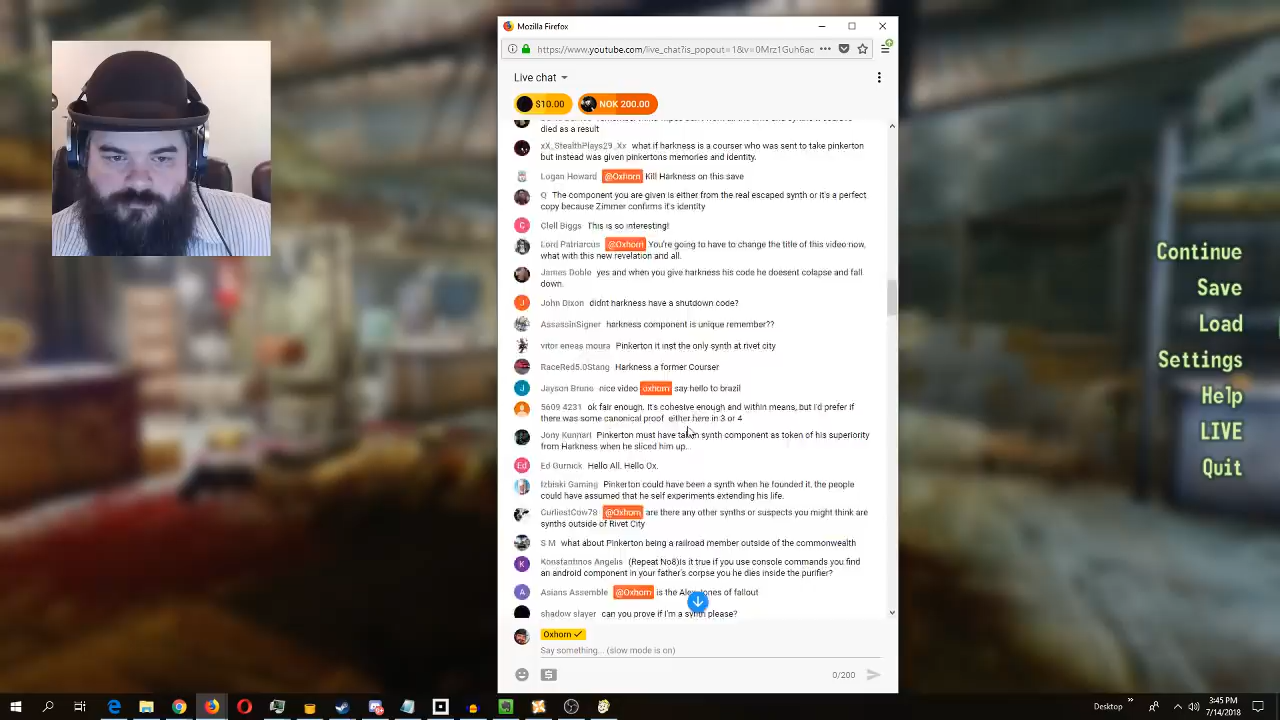 Mozilla Firefox
https://www.youtube.com/live_chat?is_popout=1&v=0Mrz1Guh6ac
Live chat
$10.00 NOK 200.00
died as a result
xX_StealthPlays29_Xx what if harkness is a courser who was sent to take pinkerton
but instead was given pinkertons memories and identity.
Logan Howard @Oxhorn Kill Harkness on this save
Q The component you are given is either from the real escaped synth or it's a perfect
copy because Zimmer confirms it's identity
Clell Biggs This is so interesting!
Lord Patriarcus @Oxhorn You're going to have to change the title of this video now,
what with this new revelation and all.
James Doble yes and when you give harkness his code he doesent colapse and fall
down.
John Dixon didnt harkness have a shutdown code?
AssassinSigner harkness component is unique remember??
vitor eneas moura Pinkerton it inst the only synth at rivet city
RaceRed5.0Stang Harkness a former Courser
Jayson Bruno nice video oxhorn say hello to brazil
5609 4231 ok fair enough. It's cohesive enough and within means, but I'd prefer if
there was some canonical proof either here in 3 or 4
Jony Kunnari Pinkerton must have taken synth component as token of his superiority
from Harkness when he sliced him up..
Ed Gurnick Hello All. Hello Ox.
Izbiski Gaming Pinkerton could have been a synth when he founded it, the people
could have assumed that he self experiments extending his life.
CurliestCow78 @Oxhorn are there any other synths or suspects you might think are
synths outside of Rivet City
S M what about Pinkerton being a railroad member outside of the commonwealth
Konstantinos Angelis (Repeat No8)Is it true if you use console commands you find
an android component in your father's corpse you he dies inside the purifier?
Asians Assemble @Oxhorn is the Alex Jones of fallout
shadow slayer can you prove if I'm a synth please?
Oxhorn
Say something... (slow mode is on)
0/200
Continue
Save
Load
Settings
Help
LIVE
Quit
Desktop
3:45 PM
7/14/2018